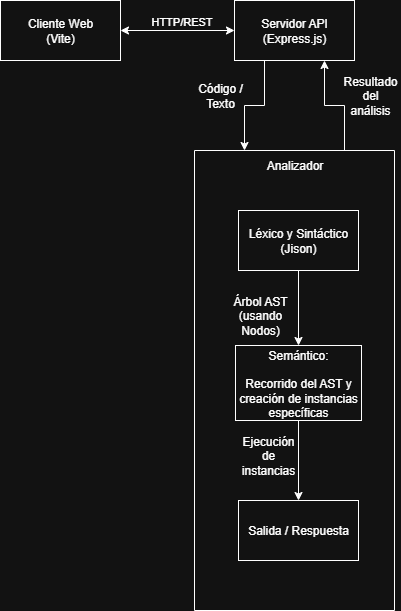 Cliente Web
(Vite)
HTTP/REST
Servidor API
(Express.js)
Código /
Texto
Resultado
del
análisis
Analizador
Léxico y Sintáctico
(Jison)
Árbol AST
(usando
Nodos)
Semántico:
Recorrido del AST y
creación de instancias
específicas
Ejecución
de
instancias
Salida / Respuesta